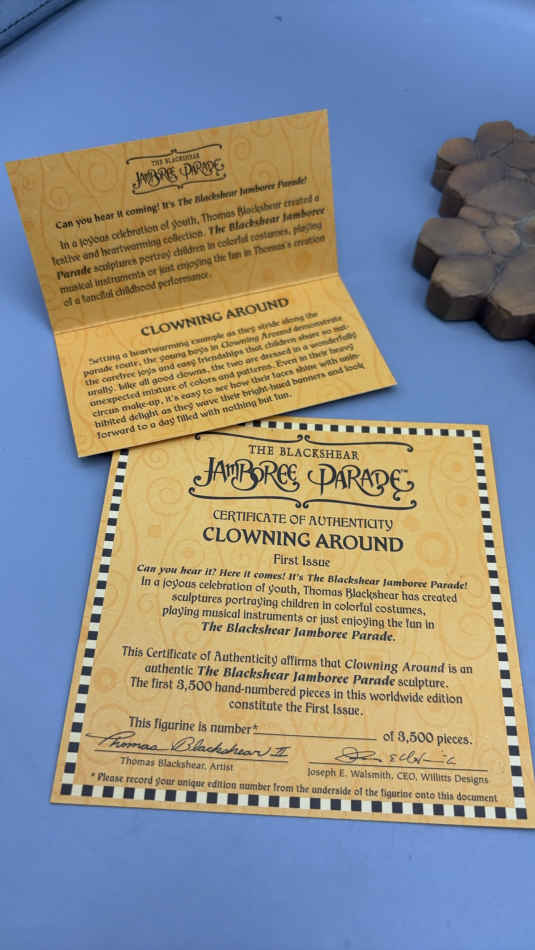 THE BLACKSHEAR
JAMBOREE PARADE
Can you hear it coming! It's The Blackshear Jamboree Parade!
In a joyous celebration of youth, Thomas Blackshear created a
festive and heartwarming collection. The Blackshear Jamboree
Parade sculptures portray children in colorful costumes, playing
musical instruments or just enjoying the fun in Thomas's creation
of a fanciful childhood performance.
CLOWNING AROUND
Setting a heartwarming example as they stride along the
parade route, the young boys in Clowning Around demonstrate
the carefree joys and easy friendships that children share so nat-
urally. Like all good clowns, the two are dressed in a wonderfully
unexpected mixture of colors and patterns. Even in their heavy
circus make-up, it's easy to see how their faces shine with unin-
hibited delight as they wave their bright-hued banners and look
forward to a day filled with nothing but fun.
THE BLACKSHEAR
JAMBOREE PARADE™
CERTIFICATE OF AUTHENTICITY
CLOWNING AROUND
First Issue
Can you hear it? Here it comes! It's The Blackshear Jamboree Parade!
In a joyous celebration of youth, Thomas Blackshear has created
sculptures portraying children in colorful costumes,
playing musical instruments or just enjoying the fun in
The Blackshear Jamboree Parade.
This Certificate of Authenticity affirms that Clowning Around is an
authentic The Blackshear Jamboree Parade sculpture.
The first 3,500 hand-numbered pieces in this worldwide edition
constitute the First Issue.
This figurine is number* of 3,500 pieces.
Thomas Blackshear II
Thomas Blackshear, Artist
Joseph E. Walsmith, CEO, Willitts Designs
* Please record your unique edition number from the underside of the figurine onto this document